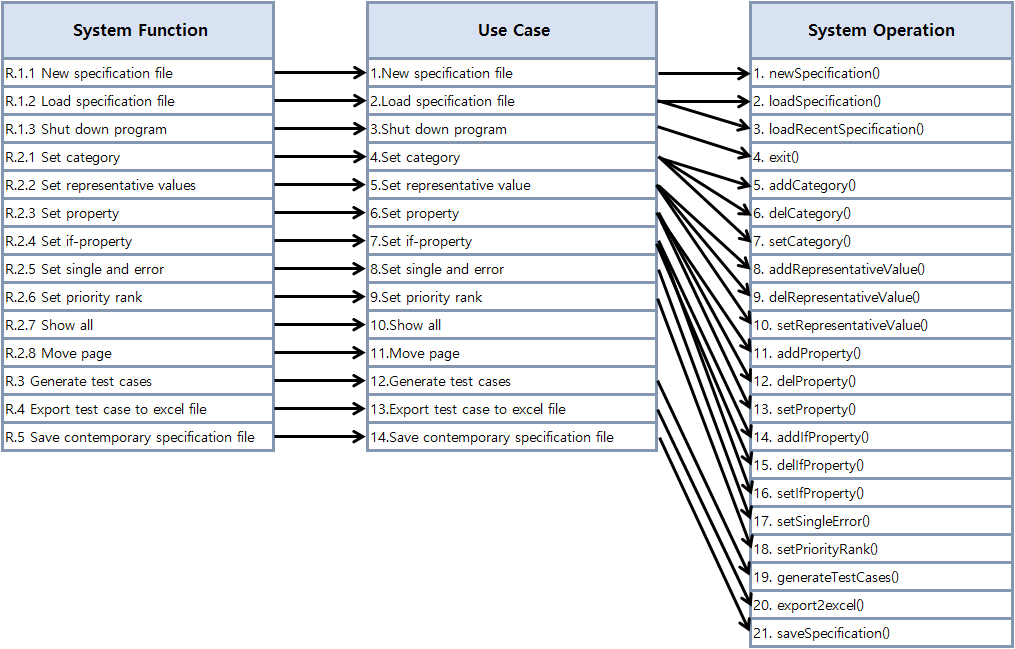 System Function
R.1.1 New specification file
R.1.2 Load specification file
R.1.3 Shut down program
R.2.1 Set category
R.2.2 Set representative values
R.2.3 Set property
R.2.4 Set if-property
R.2.5 Set single and error
R.2.6 Set priority rank
R.2.7 Show all
R.2.8 Move page
R.3 Generate test cases
R.4 Export test case to excel file
R.5 Save contemporary specification file
Use Case
1.New specification file
2.Load specification file
3.Shut down program
4.Set category
5.Set representative value
6.Set property
7.Set if-property
8.Set single and error
9.Set priority rank
10.Show all
11.Move page
12.Generate test cases
13.Export test case to excel file
14.Save contemporary specification file
System Operation
1. newSpecification()
2. loadSpecification()
3. loadRecentSpecification()
4. exit()
5. addCategory()
6. delCategory()
7. setCategory()
8. addRepresentativeValue()
9. delRepresentativeValue()
10. setRepresentativeValue()
11. addProperty()
12. delProperty()
13. setProperty()
14. addIfProperty()
15. delIfProperty()
16. setIfProperty()
17. setSingleError()
18. setPriorityRank()
19. generateTestCases()
20. export2excel()
21. saveSpecification()